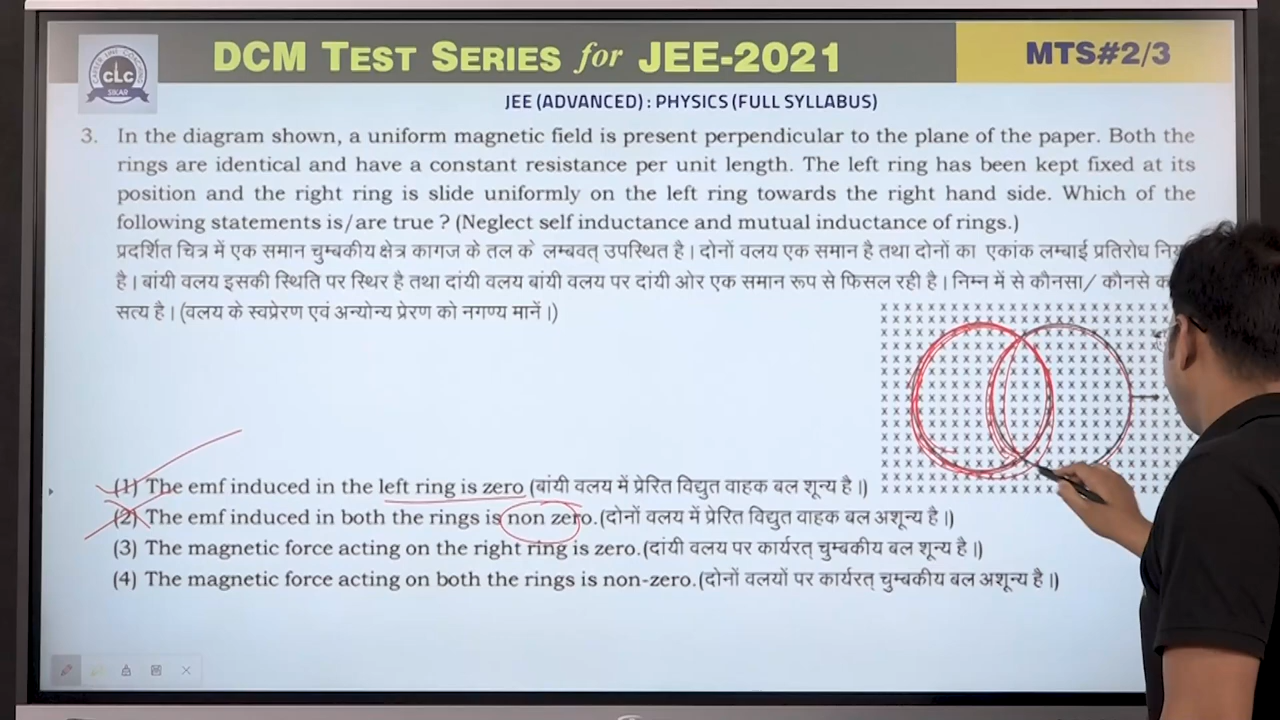 DCM TEST SERIES for JEE-2021
MTS#2/3
CLC
SIKAR
JEE (ADVANCED) : PHYSICS (FULL SYLLABUS)
3. In the diagram shown, a uniform magnetic field is present perpendicular to the plane of the paper. Both the
rings are identical and have a constant resistance per unit length. The left ring has been kept fixed at its
position and the right ring is slide uniformly on the left ring towards the right hand side. Which of the
following statements is/are true ? (Neglect self inductance and mutual inductance of rings.)
प्रदर्शित चित्र में एक समान चुम्बकीय क्षेत्र कागज के तल के लम्बवत् उपस्थित है। दोनों वलय एक समान है तथा दोनों का एकांक लम्बाई प्रतिरोध
है। बांयी वलय इसकी स्थिति पर स्थिर है तथा दांयी वलय बांयी वलय पर दांयी ओर एक समान रूप से फिसल रही है। निम्न में से कौनसा/ कौनसे
सत्य है। (वलय के स्वप्रेरण एवं अन्योन्य प्रेरण को नगण्य मानें।)
(1) The emf induced in the left ring is zero (बांयी वलय में प्रेरित विद्युत वाहक बल शून्य है।)
(2) The emf induced in both the rings is non zero.(दोनों वलय में प्रेरित विद्युत वाहक बल अशून्य है।)
(3) The magnetic force acting on the right ring is zero.(दांयी वलय पर कार्यरत् चुम्बकीय बल शून्य है।)
(4) The magnetic force acting on both the rings is non-zero.(दोनों वलयों पर कार्यरत् चुम्बकीय बल अशून्य है।)